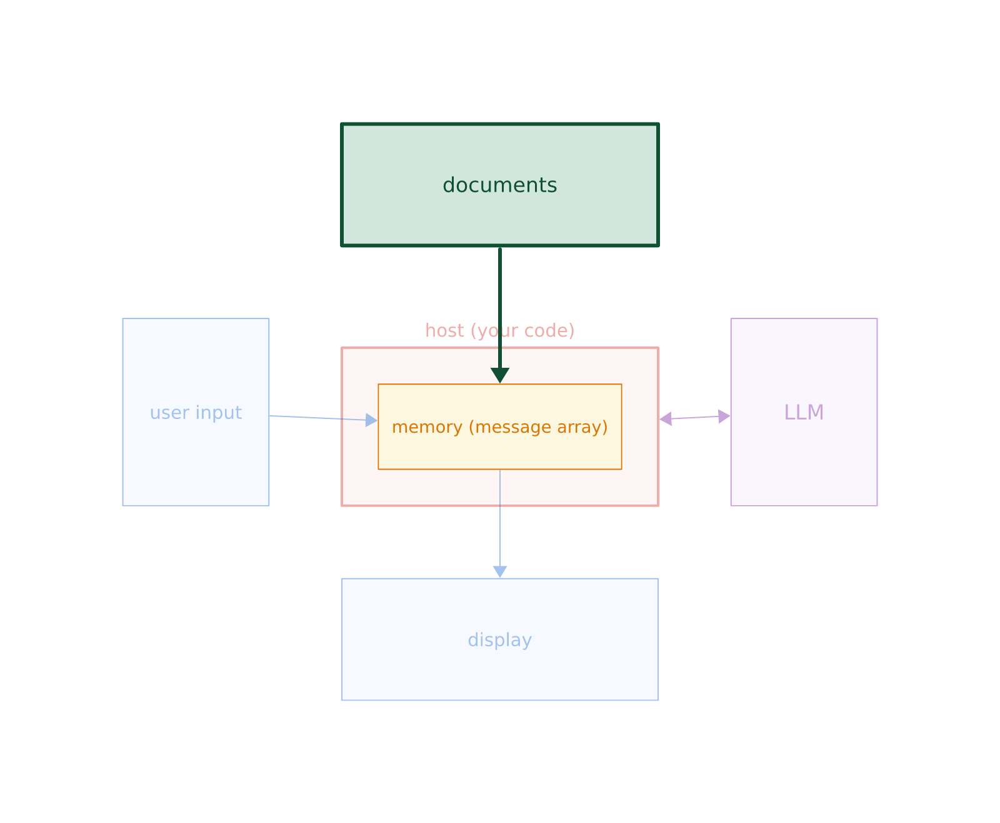 documents
host (your code)
user input
memory (message array)
LLM
display